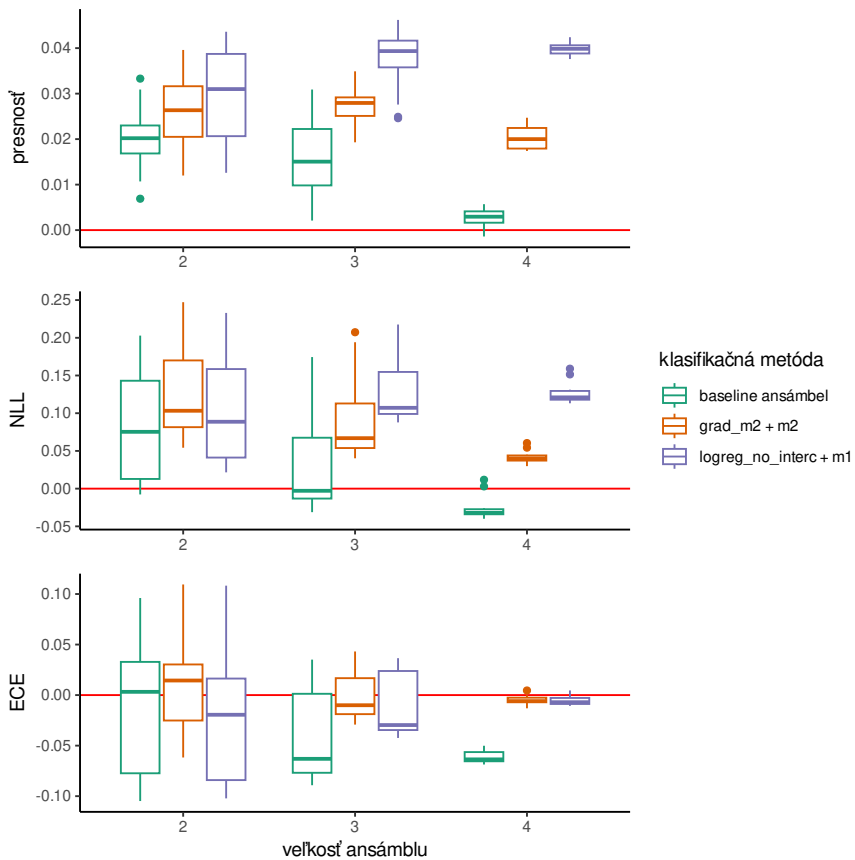 presnosť
0.04
0.03
0.02
0.01
0.00
2 3 4
NLL
0.25
0.20
0.15
0.10
0.05
0.00
-0.05
2 3 4
klasifikačná metóda
baseline ansámbel
grad_m2 + m2
logreg_no_interc + m1
ECE
0.10
0.05
0.00
-0.05
-0.10
2 3 4
veľkosť ansámblu